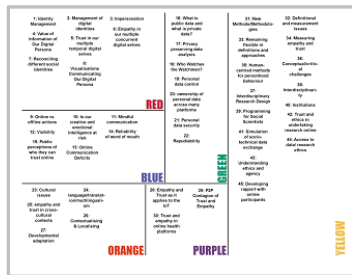 1: Identity
Management
4: Value of
Information of
Our Digital
Persona
7: Reconciling
different social
identities
2: Management of
digital
identities
5: Trust in our
multiple
temporal digital
selves
8:
Visualisations
Communicating
Our Digital
Persona
3: Impersonation
6: Empathy in
our multiple
concurrent
digital selves
RED
16: What is
public data and
what is private
data?
17: Privacy
preserving data
analysis
18: Who Watches
the Watchmen?
19: Personal
data control
20: ownership of
personal data
across many
platforms
21: Personal
data security
22:
Repudiability
GREEN
31: New
Methods/Methodolo-
gies
33: Remaining
flexible in
definitions and
approaches
35: Human-
centred methods
for personhood
behaviour
37:
Interdisciplinary
Research Design
39: Programming
for Social
Scientists
41: Simulation
of socio-
technical data
exchange
43:
Understanding
ethics and
agency
45: Developing
rapport with
online
participants
32: Definitional
and measurement
issues
34: Measuring
empathy and
trust
36:
Conceptual/critical
challenges
38:
Interdisciplinari-
ty
40: Institutions
42: Trust and
ethics in
undertaking
research online
44: Access to
data/ research
ethics
YELLOW
9: Online vs
offline actions
12: Visibility
15: Public
perceptions of
who they can
trust online
10: Is our
creative and
emotional
intelligence at
risk
13: Online
Communication
Deficits
11: Mindful
communication
14: Reliability
of word of mouth
BLUE
23: Cultural
issues
25: empathy and
trust in cross-
cultural
contexts
27:
Developmental
adaptation
24:
26:
Contextualising
& Localising
ORANGE
28: Empathy and
Trust as it
applies to the
IoT
30: Trust and
empathy in
online health
platforms
29: P2P
Contagion of
Trust and
Empathy
PURPLE